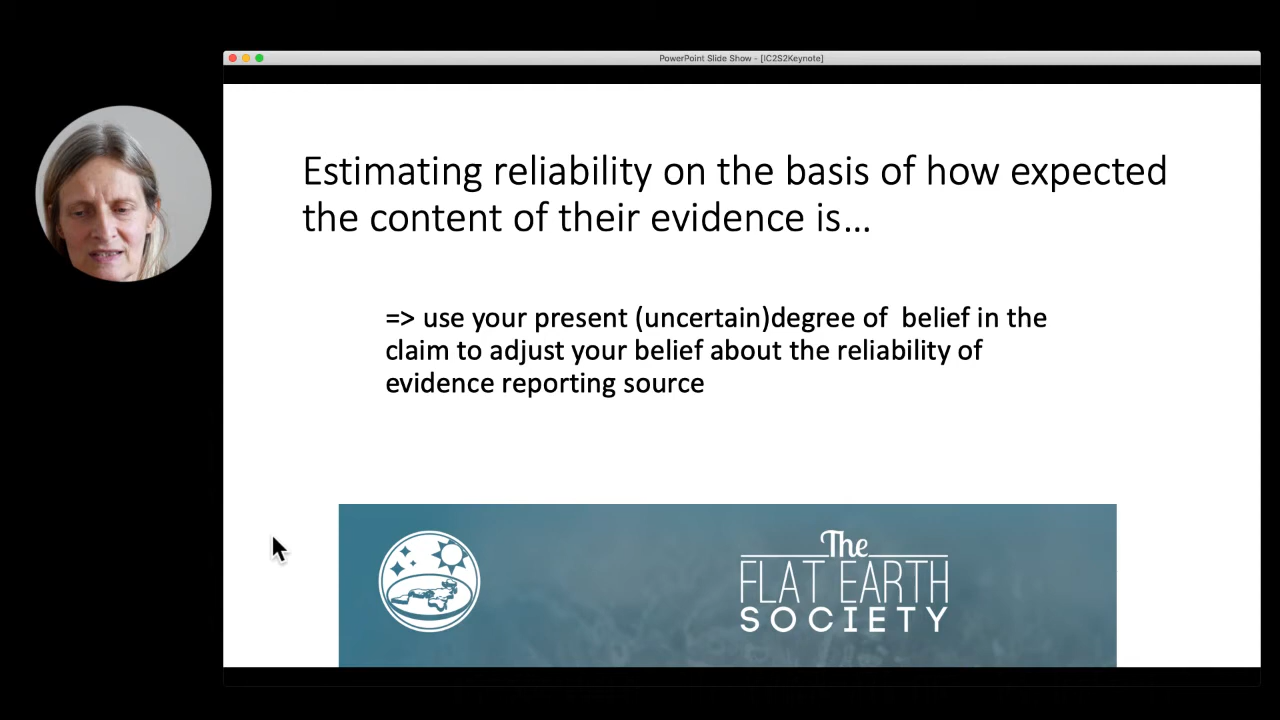 PowerPoint Slide Show - [IC2S2Keynote]
Estimating reliability on the basis of how expected
the content of their evidence is...
=> use your present (uncertain)degree of  belief in the
claim to adjust your belief about the reliability of
evidence reporting source
The
FLAT EARTH
SOCIETY